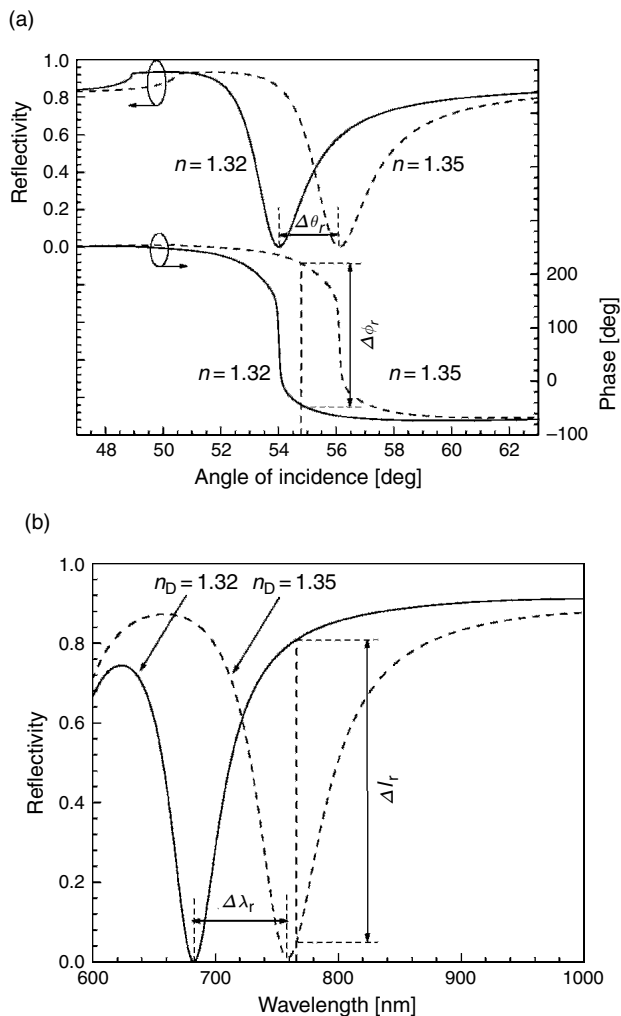 (a)
1.0
0.8
0.6
0.4
0.2
0.0
Reflectivity
n = 1.32
n = 1.35
Δθr
200
100
0
−100
Phase [deg]
Δϕr
n = 1.32
n = 1.35
48 50 52 54 56 58 60 62
Angle of incidence [deg]
(b)
1.0
0.8
0.6
0.4
0.2
0.0
Reflectivity
nD = 1.32
nD = 1.35
ΔIr
Δλr
600 700 800 900 1000
Wavelength [nm]